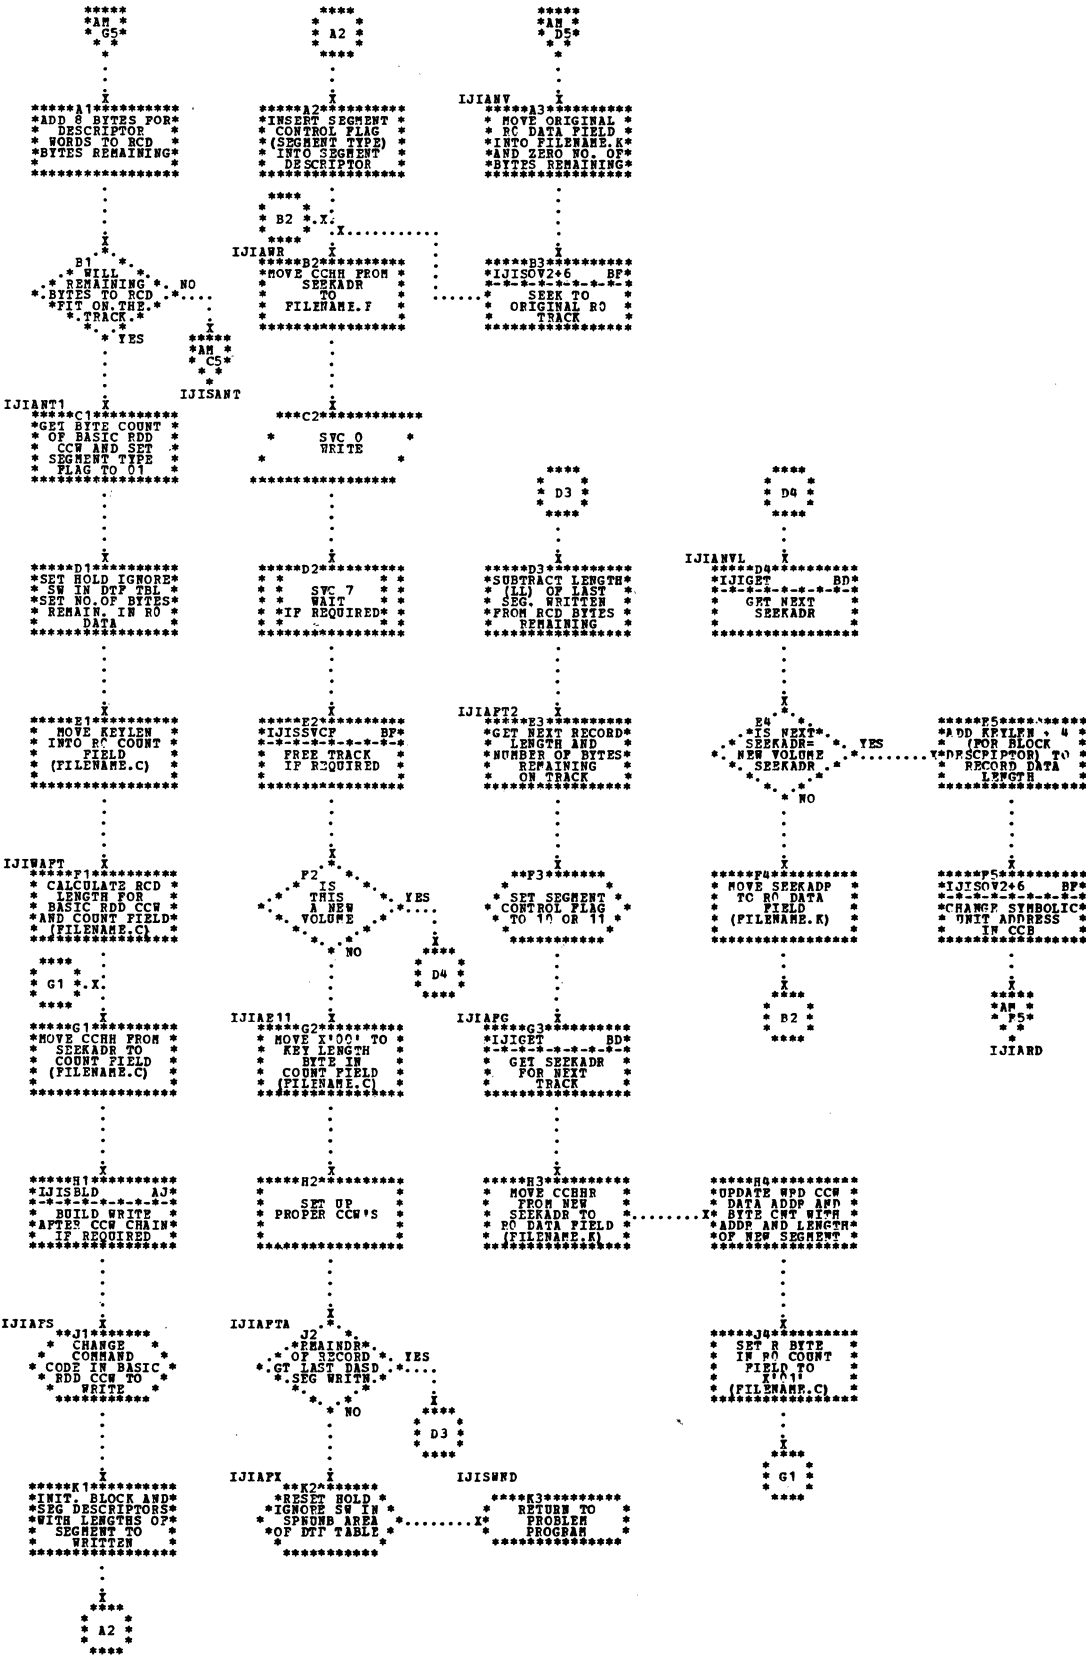 AM
G5
A1
ADD 8 BYTES FOR
DESCRIPTOR
WORDS TO RCD
BYTES REMAINING
B1
WILL
REMAINING
BYTES TO RCD
FIT ON THE
TRACK
NO
YES
AM
C5
IJISANT
IJIANT1
C1
GET BYTE COUNT
OF BASIC RDD
CCW AND SET
SEGMENT TYPE
FLAG TO 01
D1
SET HOLD IGNORE
SW IN DTF TBL
SET NO.OF BYTES
REMAIN. IN R0
DATA
E1
MOVE KEYLEN
INTO R0 COUNT
FIELD
(FILENAME.C)
IJIWAFT
F1
CALCULATE RCD
LENGTH FOR
BASIC RDD CCW
AND COUNT FIELD
(FILENAME.C)
G1
G1
MOVE CCHH FROM
SEEKADR TO
COUNT FIELD
(FILENAME.C)
H1
IJISBLD AJ
BUILD WRITE
AFTER CCW CHAIN
IF REQUIRED
IJIAFS
J1
CHANGE
COMMAND
CODE IN BASIC
RDD CCW TO
WRITE
K1
INIT. BLOCK AND
SEG DESCRIPTORS
WITH LENGTHS OF
SEGMENT TO
WRITTEN
A2
A2
A2
INSERT SEGMENT
CONTROL FLAG
(SEGMENT TYPE)
INTO SEGMENT
DESCRIPTOR
B2
IJIAWR
B2
MOVE CCHH FROM
SEEKADR
TO
FILENAME.F
C2
SVC 0
WRITE
D2
SVC 7
WAIT
IF REQUIRED
E2
IJISSVCF BF
FREE TRACK
IF REQUIRED
F2
IS
THIS
A NEW
VOLUME
YES
NO
D4
IJIAE11
G2
MOVE X'00' TO
KEY LENGTH
BYTE IN
COUNT FIELD
(FILENAME.C)
H2
SET UP
PROPER CCW'S
IJIAFTA
J2
REMAINDR
OF RECORD
GT LAST DASD
SEG WRITN.
YES
NO
D3
IJIAFX
K2
RESET HOLD
IGNORE SW IN
SPNUNB AREA
OF DTF TABLE
AM
D5
IJIANV
A3
MOVE ORIGINAL
R0 DATA FIELD
INTO FILENAME.K
AND ZERO NO. OF
BYTES REMAINING
B3
IJISOV2+6 BF
SEEK TO
ORIGINAL R0
TRACK
D3
D3
SUBTRACT LENGTH
(LL) OF LAST
SEG. WRITTEN
FROM RCD BYTES
REMAINING
IJIAFT2
E3
GET NEXT RECORD
LENGTH AND
NUMBER OF BYTES
REMAINING
ON TRACK
F3
SET SEGMENT
CONTROL FLAG
TO 10 OR 11
IJIAFG
G3
IJIGET BD
GET SEEKADR
FOR NEXT
TRACK
H3
MOVE CCHHR
FROM NEW
SEEKADR TO
R0 DATA FIELD
(FILENAME.K)
IJISWND
K3
RETURN TO
PROBLEM
PROGRAM
D4
IJIANVL
D4
IJIGET BD
GET NEXT
SEEKADR
E4
IS NEXT
SEEKADR=
NEW VOLUME
SEEKADR
YES
NO
F4
MOVE SEEKADR
TO R0 DATA
FIELD
(FILENAME.K)
B2
H4
UPDATE WRD CCW
DATA ADDR AND
BYTE CNT WITH
ADDR AND LENGTH
OF NEW SEGMENT
J4
SET R BYTE
IN R0 COUNT
FIELD TO
X'01'
(FILENAME.C)
G1
E5
ADD KEYLEN + 4
(FOR BLOCK
DESCRIPTOR) TO
RECORD DATA
LENGTH
F5
IJISOV2+6 BF
CHANGE SYMBOLIC
UNIT ADDRESS
IN CCB
AM
F5
IJIARD